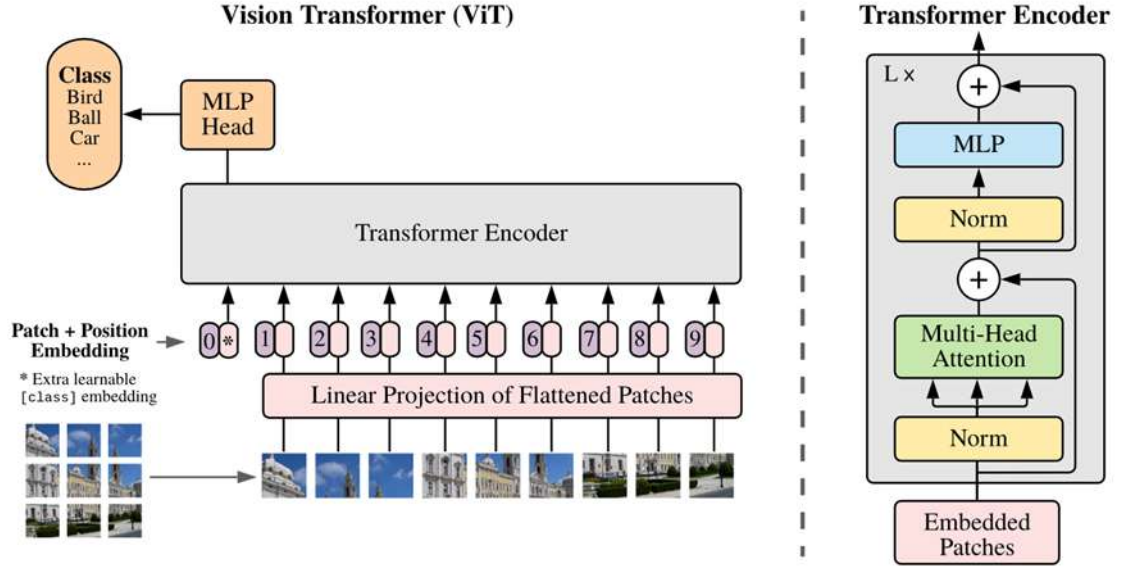 Vision Transformer (ViT)
Class
Bird
Ball
Car
...
MLP
Head
Transformer Encoder
Patch + Position
Embedding
0 * 1 2 3 4 5 6 7 8 9
* Extra learnable
[class] embedding
Linear Projection of Flattened Patches
Transformer Encoder
L ×
+
MLP
Norm
+
Multi-Head
Attention
Norm
Embedded
Patches